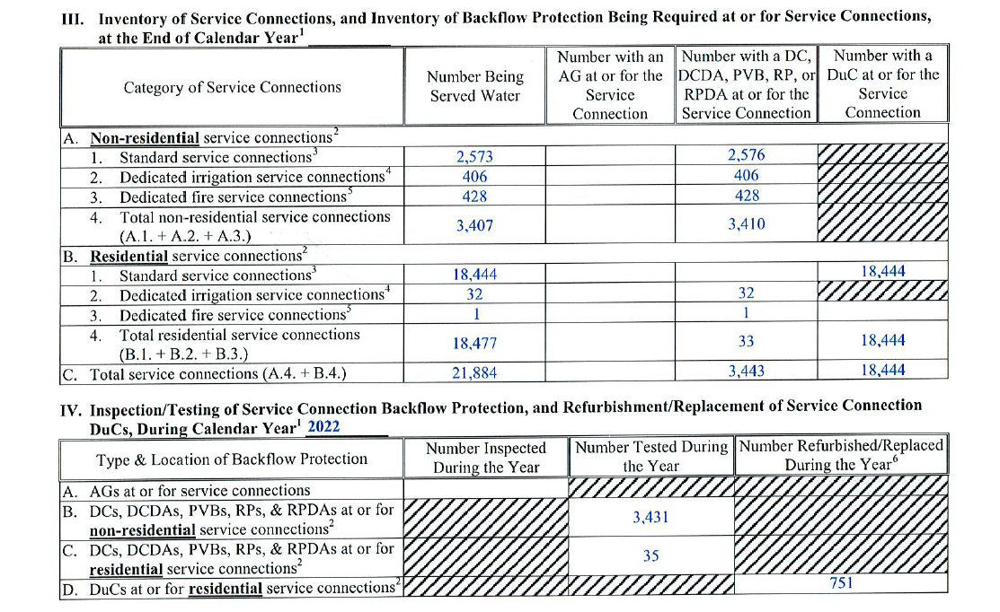 III. Inventory of Service Connections, and Inventory of Backflow Protection Being Required at or for Service Connections,
at the End of Calendar Year¹
Category of Service Connections
Number Being
Served Water
Number with an
AG at or for the
Service
Connection
Number with a DC,
DCDA, PVB, RP, or
RPDA at or for the
Service Connection
Number with a
DuC at or for the
Service
Connection
A. Non-residential service connections²
1. Standard service connections³ 2,573 2,576
2. Dedicated irrigation service connections⁴ 406 406
3. Dedicated fire service connections⁵ 428 428
4. Total non-residential service connections
(A.1. + A.2. + A.3.) 3,407 3,410
B. Residential service connections²
1. Standard service connections³ 18,444 18,444
2. Dedicated irrigation service connections⁴ 32 32
3. Dedicated fire service connections⁵ 1 1
4. Total residential service connections
(B.1. + B.2. + B.3.) 18,477 33 18,444
C. Total service connections (A.4. + B.4.) 21,884 3,443 18,444
IV. Inspection/Testing of Service Connection Backflow Protection, and Refurbishment/Replacement of Service Connection
DuCs, During Calendar Year¹ 2022
Type & Location of Backflow Protection
Number Inspected
During the Year
Number Tested During
the Year
Number Refurbished/Replaced
During the Year⁶
A. AGs at or for service connections
B. DCs, DCDAs, PVBs, RPs, & RPDAs at or for
non-residential service connections² 3,431
C. DCs, DCDAs, PVBs, RPs, & RPDAs at or for
residential service connections² 35
D. DuCs at or for residential service connections² 751